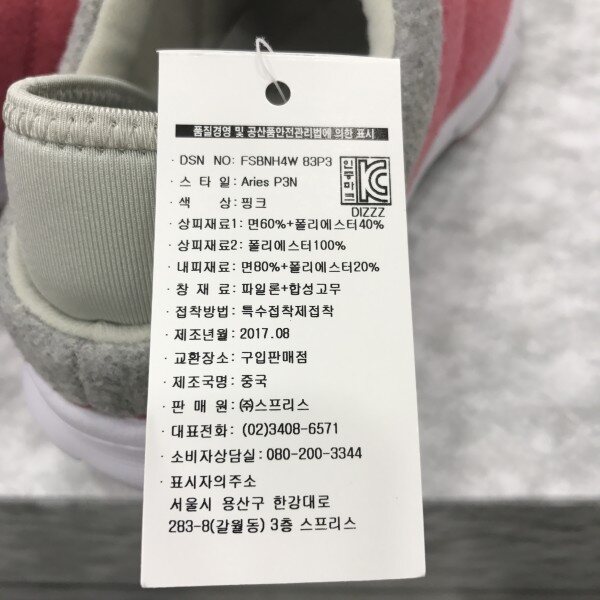 품질경영 및 공산품안전관리법에 의한 표시
· DSN NO: FSBNH4W 83P3
· 스 타 일: Aries P3N
· 색 상: 핑크
인증마크
KC
DIZZZ
· 상피재료1: 면60%+폴리에스터40%
· 상피재료2: 폴리에스터100%
· 내피재료: 면80%+폴리에스터20%
· 창 재 료: 파일론+합성고무
· 접착방법: 특수접착제접착
· 제조년월: 2017.08
· 교환장소: 구입판매점
· 제조국명: 중국
· 판 매 원: ㈜스프리스
· 대표전화: (02)3408-6571
· 소비자상담실: 080-200-3344
· 표시자의주소
서울시 용산구 한강대로
283-8(갈월동) 3층 스프리스